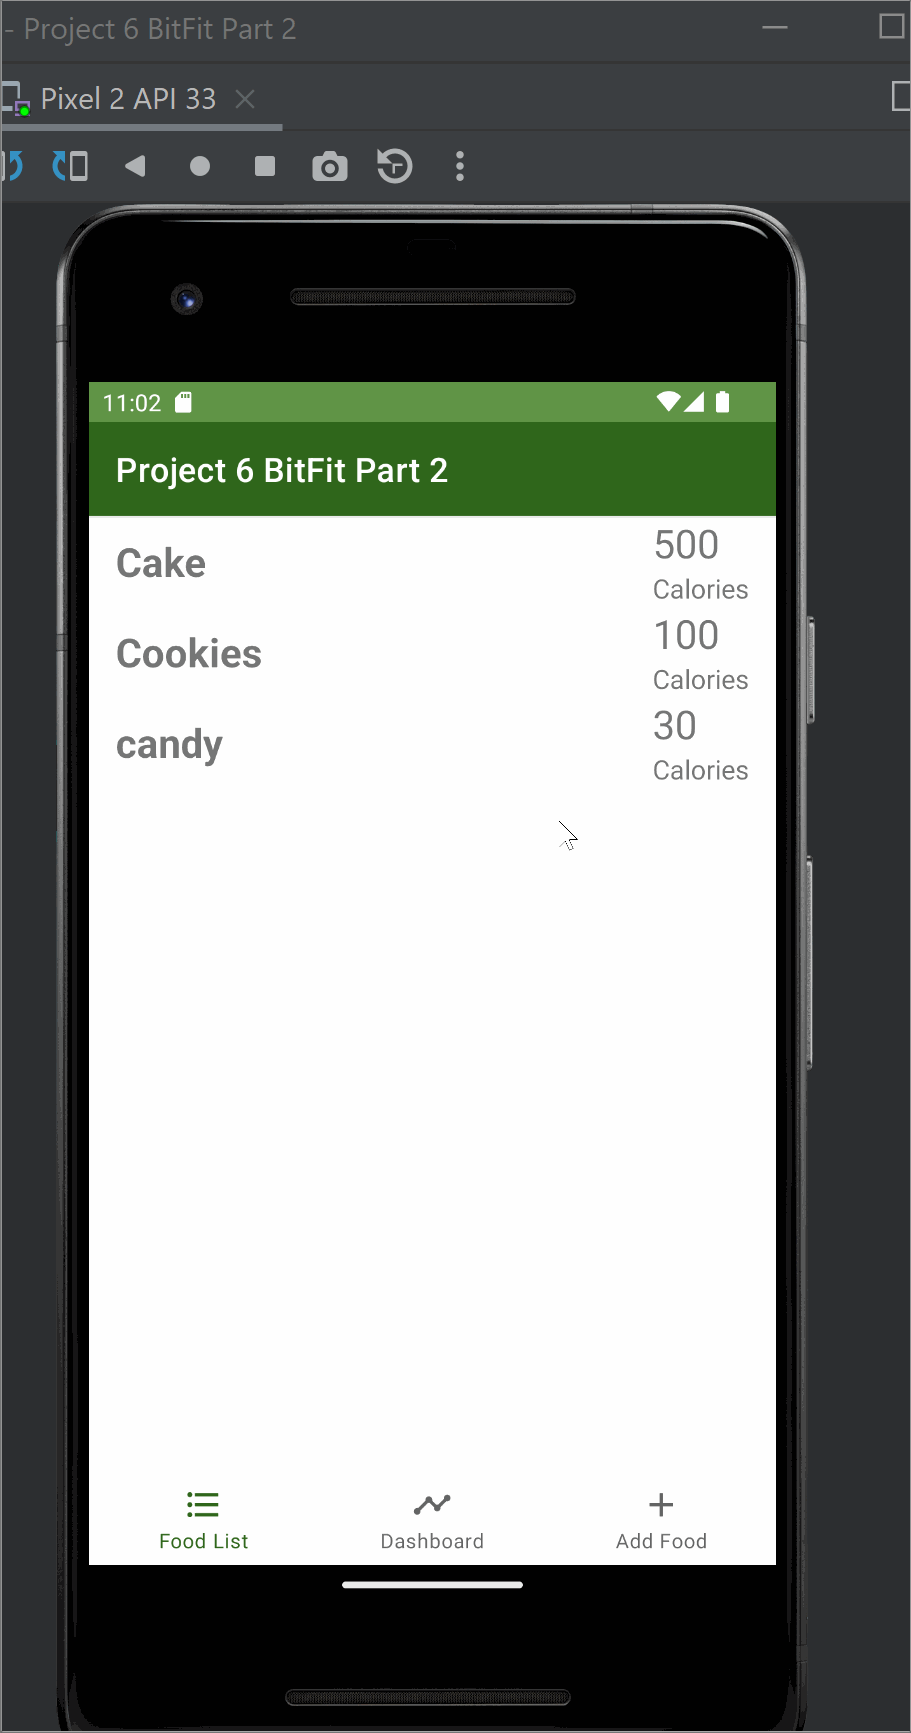 - Project 6 BitFit Part 2
Pixel 2 API 33
11:02
Project 6 BitFit Part 2
Cake
500
Calories
Cookies
100
Calories
candy
30
Calories
Food List
Dashboard
Add Food